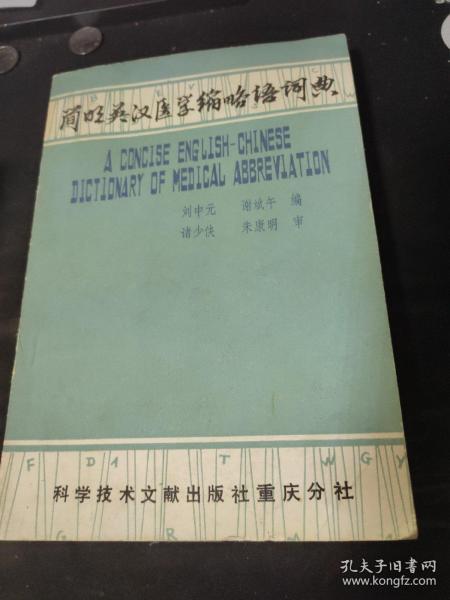 简明英汉医学缩略语词典
A CONCISE ENGLISH-CHINESE
DICTIONARY OF MEDICAL ABBREVIATION
刘中元 谢斌午 编
诸少侠 朱康明 审
F D1 T W G Y
科学技术文献出版社重庆分社
孔夫子旧书网
www.kongfz.com